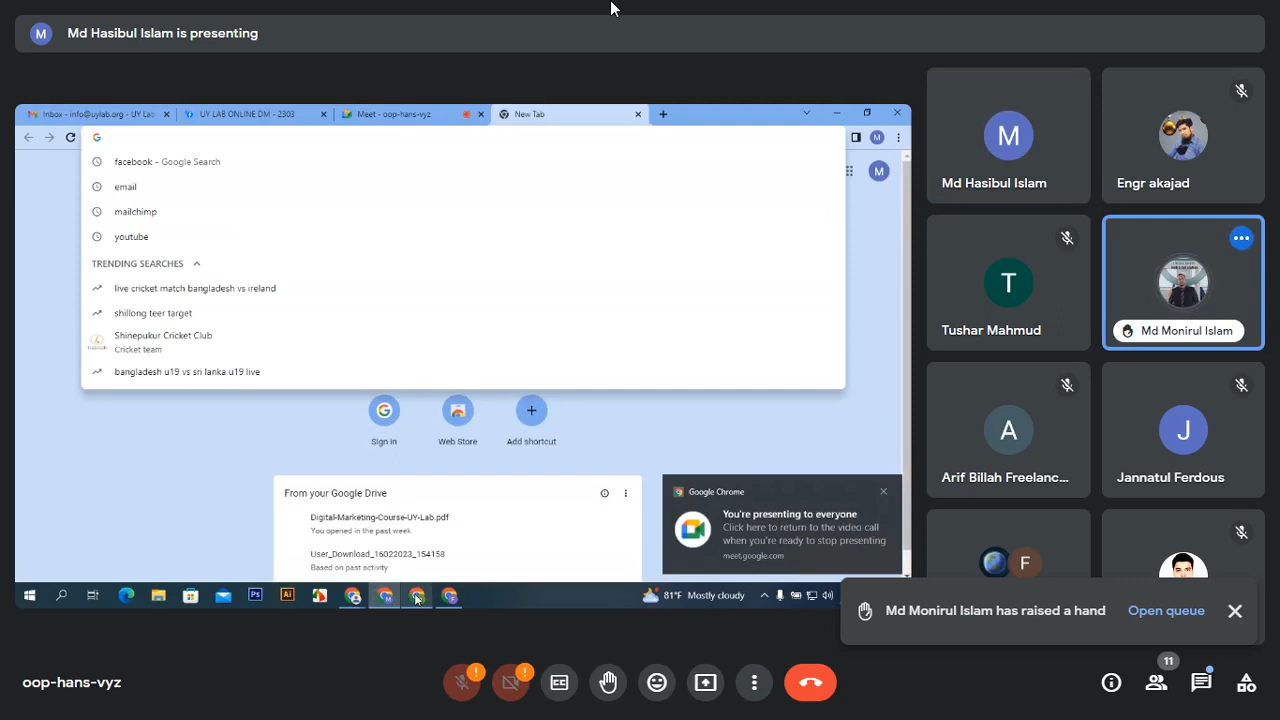 M Md Hasibul Islam is presenting
Inbox - info@uylab.org - UY Lab
UY LAB ONLINE DM - 2303
Meet - oop-hans-vyz
New Tab
facebook - Google Search
email
mailchimp
youtube
TRENDING SEARCHES
live cricket match bangladesh vs ireland
shillong teer target
Shinepukur Cricket Club
Cricket team
bangladesh u19 vs sri lanka u19 live
M
M
Sign in
Web Store
Add shortcut
From your Google Drive
Digital-Marketing-Course-UY-Lab.pdf
You opened in the past week
User_Download_16022023_154158
Based on past activity
Google Chrome
You're presenting to everyone
Click here to return to the video call
when you're ready to stop presenting
meet.google.com
Ps
Ai
81°F Mostly cloudy
M
Md Hasibul Islam
Engr akajad
T
Tushar Mahmud
Md Monirul Islam
A
Arif Billah Freelanc...
J
Jannatul Ferdous
F
Md Monirul Islam has raised a hand
Open queue
oop-hans-vyz
11